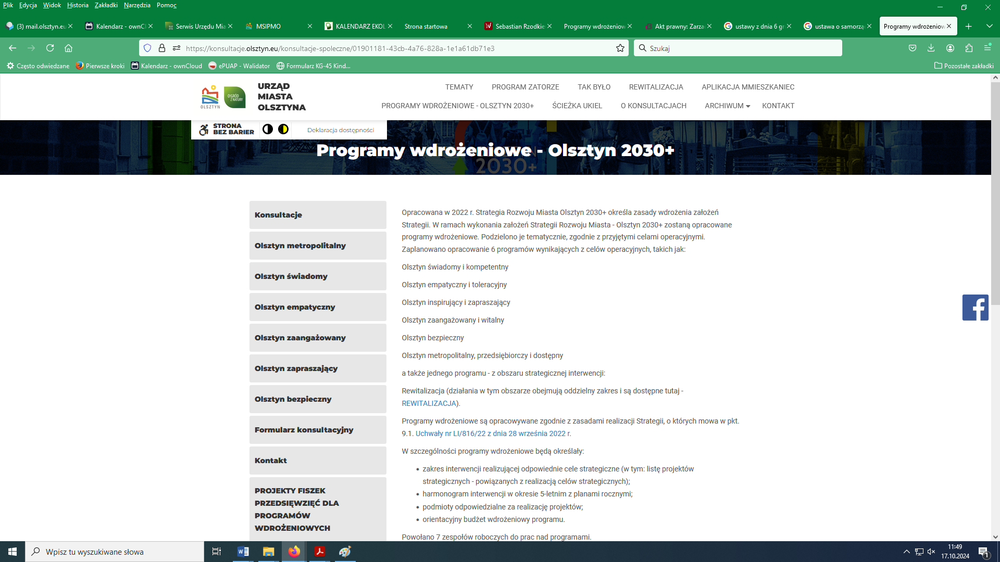 Plik Edycja Widok Historia Zakładki Narzędzia Pomoc
(3) mail.olsztyn.eu Kalendarz - ownCl Serwis Urzędu Mia MSIPMO KALENDARZ EKOL Strona startowa Sebastian Rzodkie Programy wdrożeniow Akt prawny: Zarza ustawy z dnia 6 gr ustawa o samorzą Programy wdrożeniow
https://konsultacje.olsztyn.eu/konsultacje-spoleczne/01901181-43cb-4a76-828a-1e1a61db71e3 Szukaj
Często odwiedzane Pierwsze kroki Kalendarz - ownCloud ePUAP - Walidator Formularz KG-45 Kind... Pozostałe zakładki
OLSZTYN
O!GRÓD
Z NATURY
URZĄD
MIASTA
OLSZTYNA
TEMATY PROGRAM ZATORZE TAK BYŁO REWITALIZACJA APLIKACJA MMIESZKANIEC
PROGRAMY WDROŻENIOWE - OLSZTYN 2030+ ŚCIEŻKA UKIEL O KONSULTACJACH ARCHIWUM KONTAKT
STRONA
BEZ BARIER
Deklaracja dostępności
Programy wdrożeniowe - Olsztyn 2030+
2030+
Konsultacje
Olsztyn metropolitalny
Olsztyn świadomy
Olsztyn empatyczny
Olsztyn zaangażowany
Olsztyn zapraszający
Olsztyn bezpieczny
Formularz konsultacyjny
Kontakt
PROJEKTY FISZEK
PRZEDSIĘWZIĘĆ DLA
PROGRAMÓW
WDROŻENIOWYCH
Opracowana w 2022 r. Strategia Rozwoju Miasta Olsztyn 2030+ określa zasady wdrożenia założeń
Strategii. W ramach wykonania założeń Strategii Rozwoju Miasta - Olsztyn 2030+ zostaną opracowane
programy wdrożeniowe. Podzielono je tematycznie, zgodnie z przyjętymi celami operacyjnymi.
Zaplanowano opracowanie 6 programów wynikających z celów operacyjnych, takich jak:
Olsztyn świadomy i kompetentny
Olsztyn empatyczny i toleracyjny
Olsztyn inspirujący i zapraszający
Olsztyn zaangażowany i witalny
Olsztyn bezpieczny
Olsztyn metropolitalny, przedsiębiorczy i dostępny
a także jednego programu - z obszaru strategicznej interwencji:
Rewitalizacja (działania w tym obszarze obejmują oddzielny zakres i są dostępne tutaj -
REWITALIZACJA).
Programy wdrożeniowe są opracowywane zgodnie z zasadami realizacji Strategii, o których mowa w pkt.
9.1. Uchwały nr LI/816/22 z dnia 28 września 2022 r.
W szczególności programy wdrożeniowe będą określały:
zakres interwencji realizującej odpowiednie cele strategiczne (w tym: listę projektów
strategicznych - powiązanych z realizacją celów strategicznych);
harmonogram interwencji w okresie 5-letnim z planami rocznymi;
podmioty odpowiedzialne za realizację projektów;
orientacyjny budżet wdrożeniowy programu.
Powołano 7 zespołów roboczych do prac nad programami.
Wpisz tu wyszukiwane słowa
11:49
17.10.2024
1